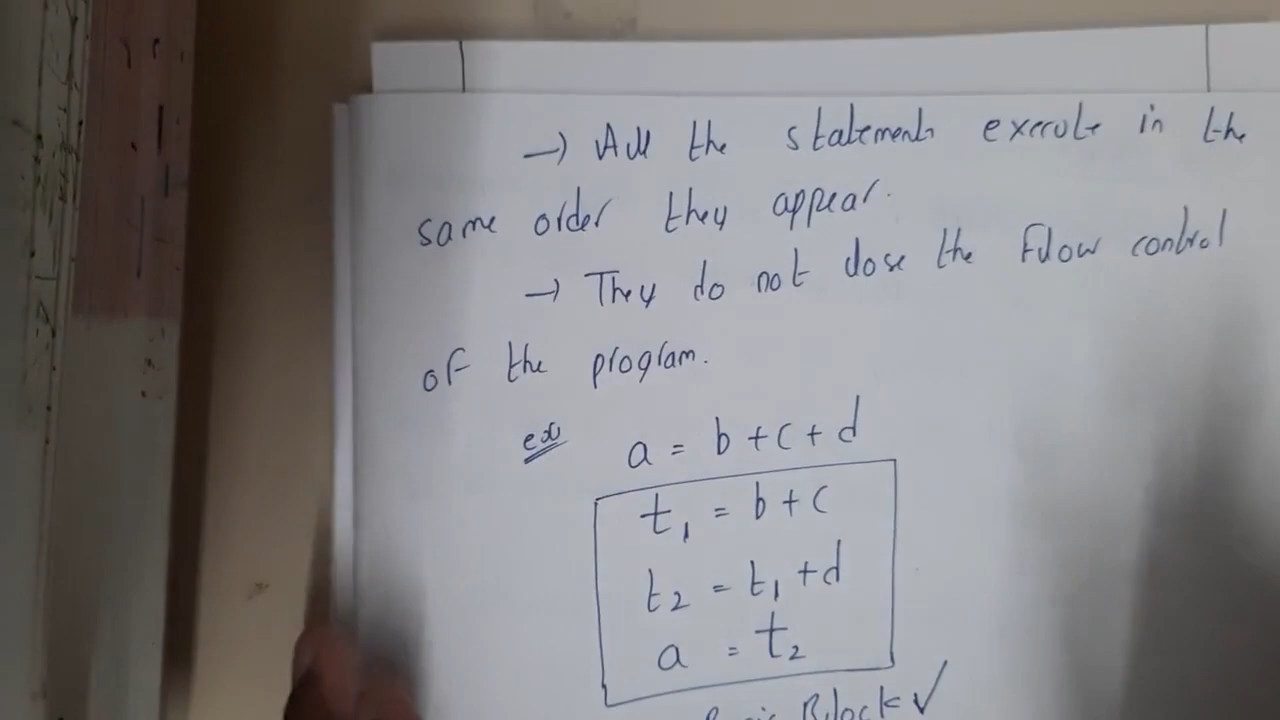 → All the statements execute in the
same order they appear.
→ They do not lose the Flow control
of the program.
ex a = b + c + d
t1 = b + c
t2 = t1 + d
a = t2
Block ✓